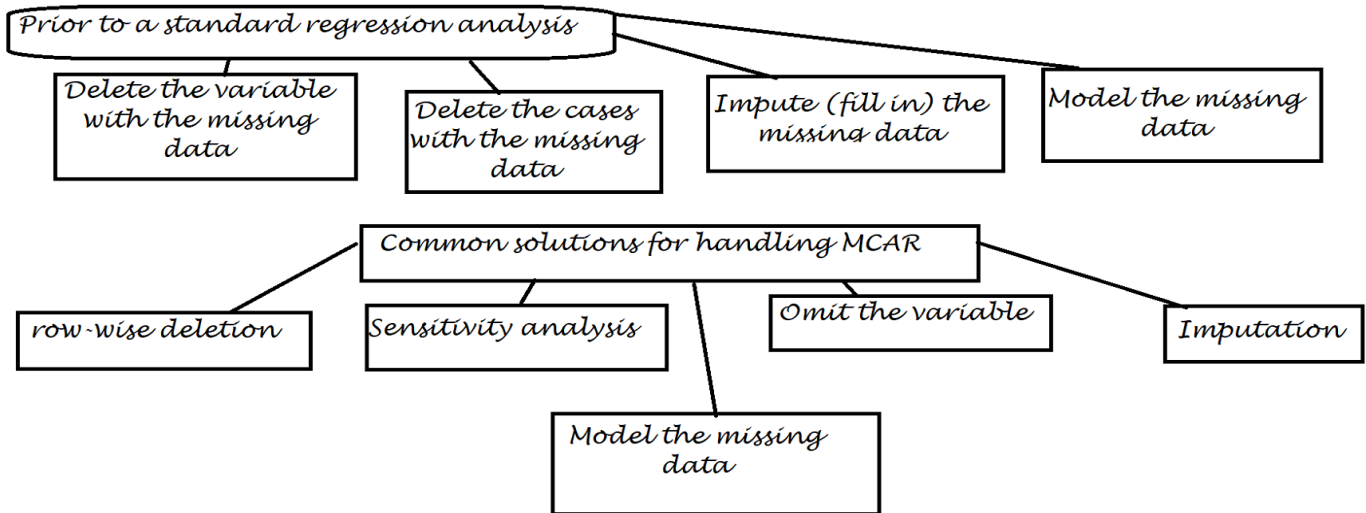 Prior to a standard regression analysis
Delete the variable
with the missing
data
Delete the cases
with the missing
data
Impute (fill in) the
missing data
Model the missing
data
Common solutions for handling MCAR
row-wise deletion
Sensitivity analysis
Omit the variable
Imputation
Model the missing
data